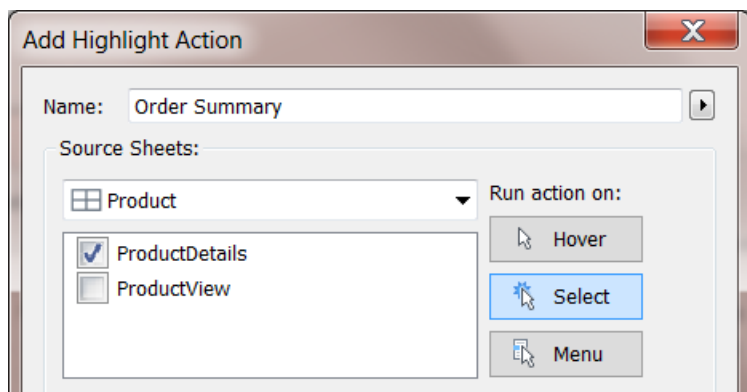 Add Highlight Action
X
Name: Order Summary
Source Sheets:
Product
Run action on:
ProductDetails
ProductView
Hover
Select
Menu